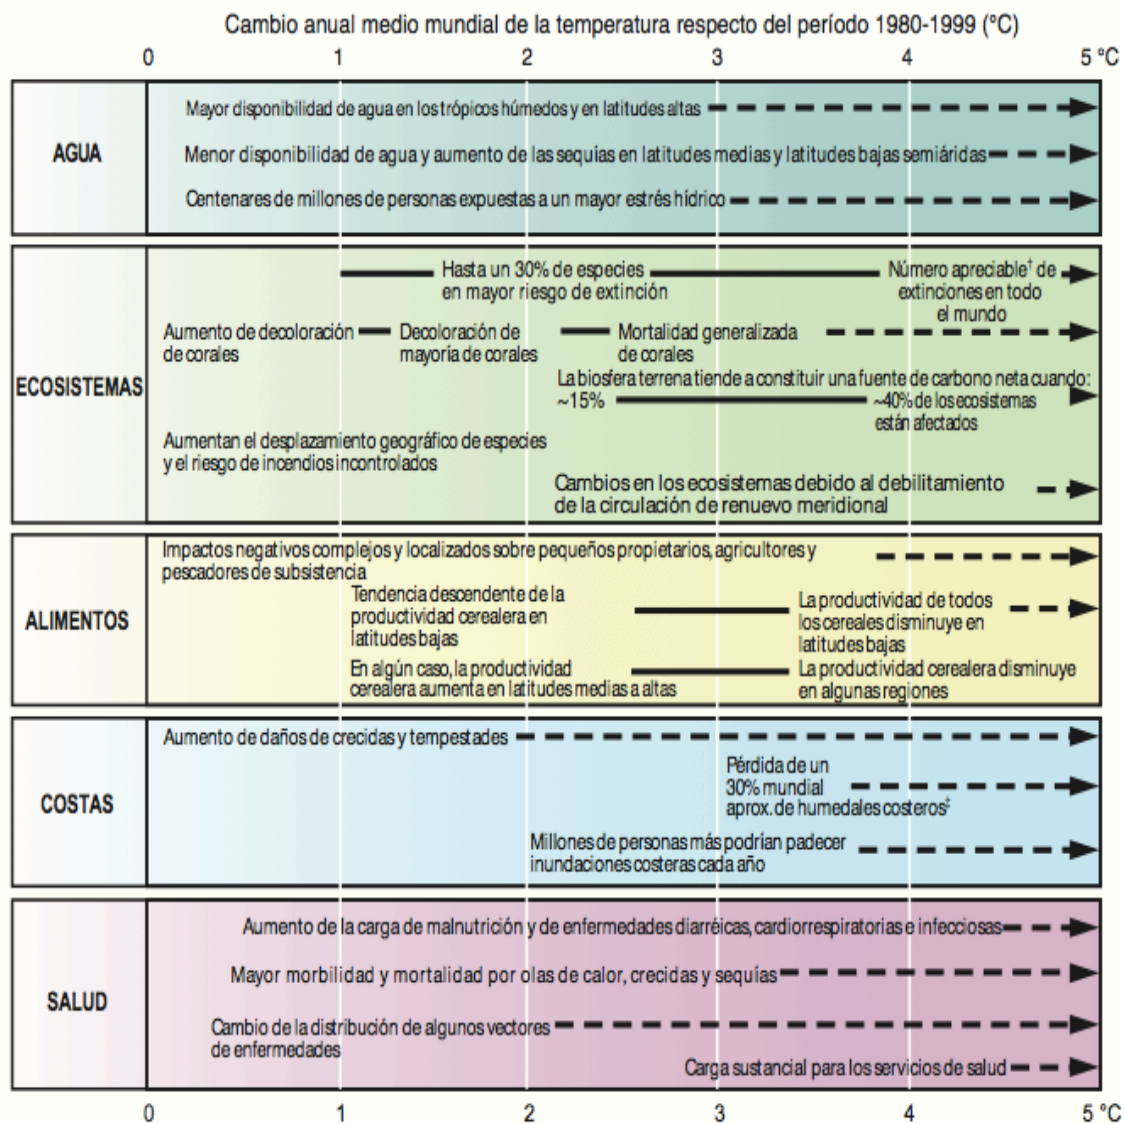 Cambio anual medio mundial de la temperatura respecto del período 1980-1999 (ºC)
0 1 2 3 4 5 °C
AGUA
Mayor disponibilidad de agua en los trópicos húmedos y en latitudes altas
Menor disponibilidad de agua y aumento de las sequías en latitudes medias y latitudes bajas semiáridas
Centenares de millones de personas expuestas a un mayor estrés hídrico
ECOSISTEMAS
Hasta un 30% de especies
en mayor riesgo de extinción
Número apreciable† de
extinciones en todo
el mundo
Aumento de decoloración
de corales
Decoloración de
mayoría de corales
Mortalidad generalizada
de corales
La biosfera terrena tiende a constituir una fuente de carbono neta cuando:
~15%
~40% de los ecosistemas
están afectados
Aumentan el desplazamiento geográfico de especies
y el riesgo de incendios incontrolados
Cambios en los ecosistemas debido al debilitamiento
de la circulación de renuevo meridional
ALIMENTOS
Impactos negativos complejos y localizados sobre pequeños propietarios, agricultores y
pescadores de subsistencia
Tendencia descendente de la
productividad cerealera en
latitudes bajas
La productividad de todos
los cereales disminuye en
latitudes bajas
En algún caso, la productividad
cerealera aumenta en latitudes medias a altas
La productividad cerealera disminuye
en algunas regiones
COSTAS
Aumento de daños de crecidas y tempestades
Pérdida de un
30% mundial
aprox. de humedales costeros‡
Millones de personas más podrían padecer
inundaciones costeras cada año
SALUD
Aumento de la carga de malnutrición y de enfermedades diarréicas, cardiorrespiratorias e infecciosas
Mayor morbilidad y mortalidad por olas de calor, crecidas y sequías
Cambio de la distribución de algunos vectores
de enfermedades
Carga sustancial para los servicios de salud
0 1 2 3 4 5 °C